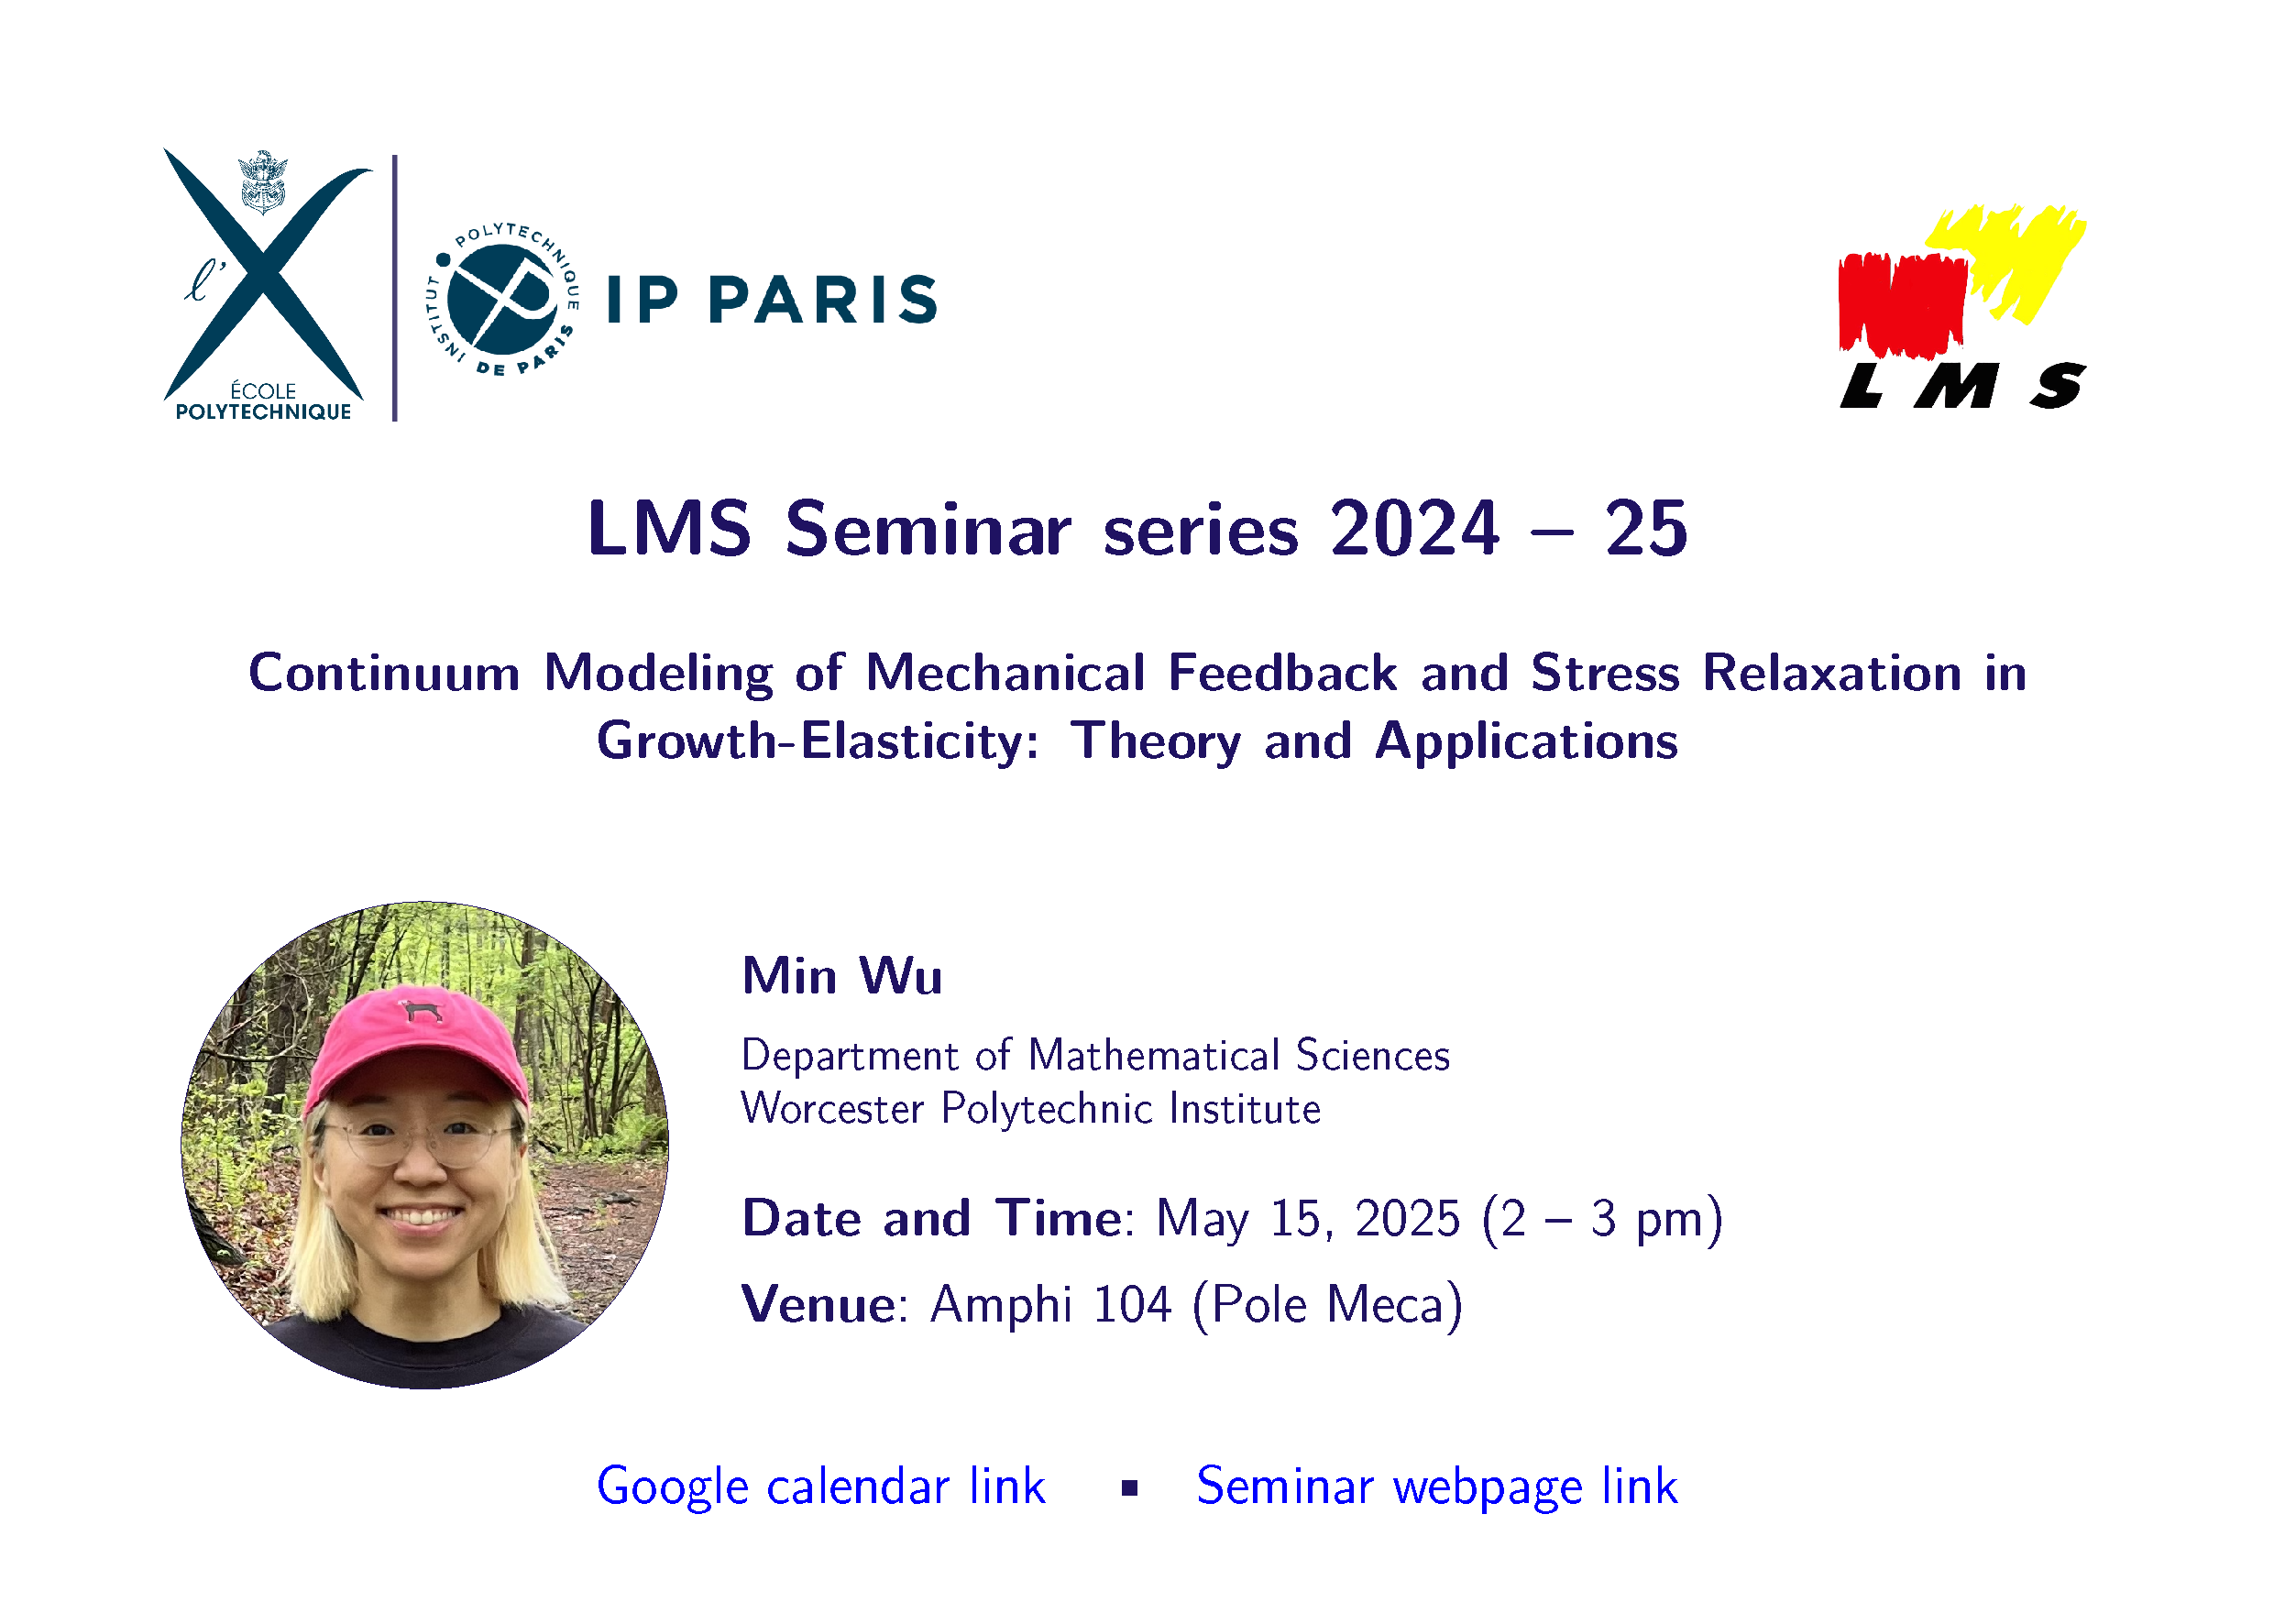 l'
ÉCOLE
POLYTECHNIQUE
INSTITUT POLYTECHNIQUE DE PARIS
IP PARIS
LMS
LMS Seminar series 2024 – 25
Continuum Modeling of Mechanical Feedback and Stress Relaxation in
Growth-Elasticity: Theory and Applications
Min Wu
Department of Mathematical Sciences
Worcester Polytechnic Institute
Date and Time: May 15, 2025 (2 – 3 pm)
Venue: Amphi 104 (Pole Meca)
Google calendar link ▪ Seminar webpage link